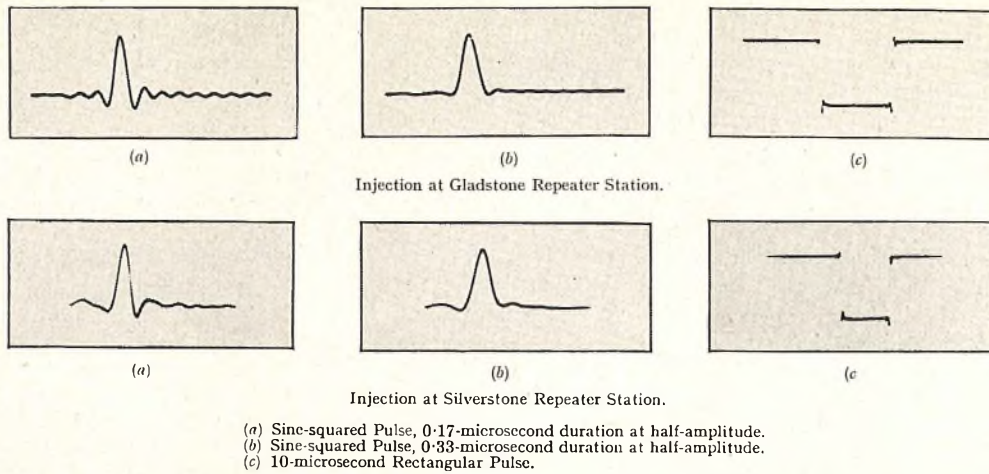 (a) (b) (c)
Injection at Gladstone Repeater Station.
(a) (b) (c
Injection at Silverstone Repeater Station.
(a) Sine-squared Pulse, 0·17-microsecond duration at half-amplitude.
(b) Sine-squared Pulse, 0·33-microsecond duration at half-amplitude.
(c) 10-microsecond Rectangular Pulse.